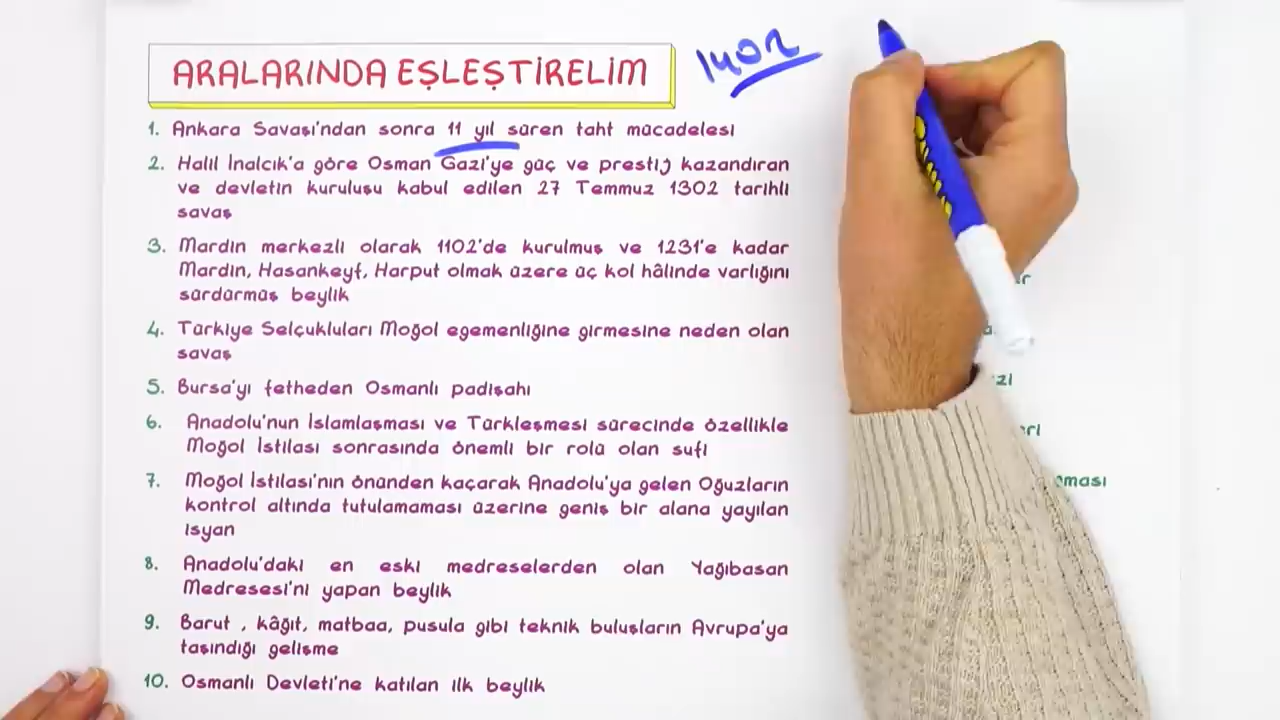 ARALARINDA EŞLEŞTİRELİM
1402
1. Ankara Savaşı'ndan sonra 11 yıl süren taht mücadelesi
2. Halil İnalcık'a göre Osman Gazi'ye güç ve prestij kazandıran
ve devletin kuruluşu kabul edilen 27 Temmuz 1302 tarihli
savaş
3. Mardin merkezli olarak 1102'de kurulmuş ve 1231'e kadar
Mardin, Hasankeyf, Harput olmak üzere üç kol hâlinde varlığını
sürdürmüş beylik
4. Türkiye Selçukluları Moğol egemenliğine girmesine neden olan
savaş
5. Bursa'yı fetheden Osmanlı padişahı
6. Anadolu'nun İslamlaşması ve Türkleşmesi sürecinde özellikle
Moğol İstilası sonrasında önemli bir rolü olan sufi
7. Moğol İstilası'nın önünden kaçarak Anadolu'ya gelen Oğuzların
kontrol altında tutulamaması üzerine geniş bir alana yayılan
isyan
8. Anadolu'daki en eski medreselerden olan Yağıbasan
Medresesi'ni yapan beylik
9. Barut , kâğıt, matbaa, pusula gibi teknik buluşların Avrupa'ya
taşındığı gelişme
10. Osmanlı Devleti'ne katılan ilk beylik